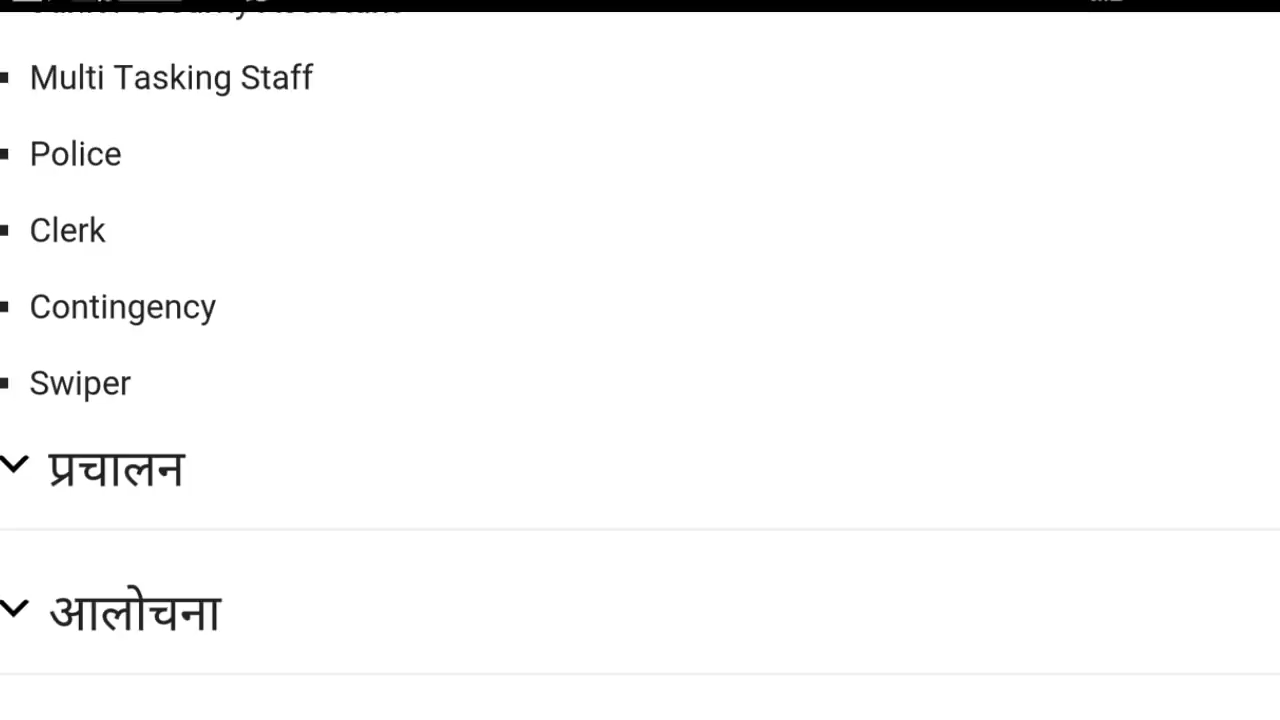 Multi Tasking Staff
Police
Clerk
Contingency
Swiper
प्रचालन
आलोचना